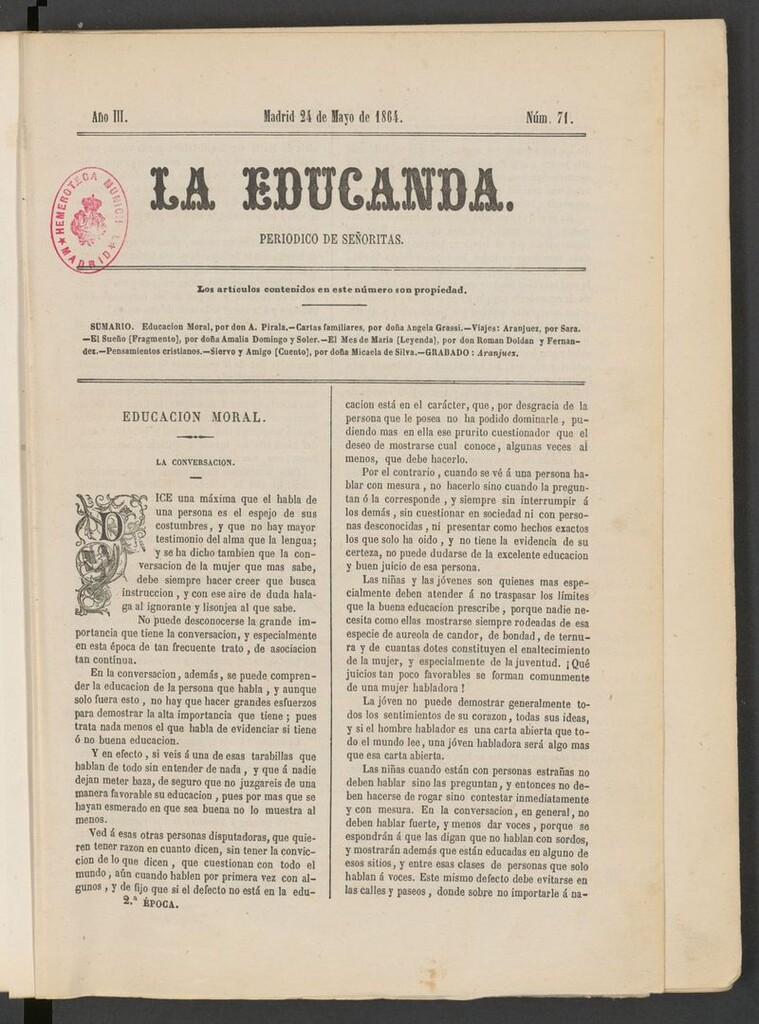 Año III.
Madrid 24 de Mayo de 1864.
Núm. 71.
HEMEROTECA MUNICIPAL
★ MADRID ★
LA EDUCANDA.
PERIODICO DE SEÑORITAS.
Los artículos contenidos en este número son propiedad.
SUMARIO. Educacion Moral, por don A. Pirala.—Cartas familiares, por doña Angela Grassi.—Viajes: Aranjuez, por Sara.
—El Sueño [Fragmento], por doña Amalia Domingo y Soler.—El Mes de Maria [Leyenda], por don Roman Doldan y Fernan-
dez.—Pensamientos cristianos.—Siervo y Amigo [Cuento], por doña Micaela de Silva.—GRABADO: Aranjuez.
EDUCACION MORAL.
LA CONVERSACION.
DICE una máxima que el habla de
una persona es el espejo de sus
costumbres, y que no hay mayor
testimonio del alma que la lengua;
y se ha dicho tambien que la con-
versacion de la mujer que mas sabe,
debe siempre hacer creer que busca
instruccion, y con ese aire de duda hala-
ga al ignorante y lisonjea al que sabe.
No puede desconocerse la grande im-
portancia que tiene la conversacion, y especialmente
en esta época de tan frecuente trato, de asociacion
tan contínua.
En la conversacion, además, se puede compren-
der la educacion de la persona que habla, y aunque
solo fuera esto, no hay que hacer grandes esfuerzos
para demostrar la alta importancia que tiene; pues
trata nada menos el que habla de evidenciar si tiene
ó no buena educacion.
Y en efecto, si veis á una de esas tarabillas que
hablan de todo sin entender de nada, y que á nadie
dejan meter baza, de seguro que no juzgareis de una
manera favorable su educacion, pues por mas que se
hayan esmerado en que sea buena no lo muestra al
menos.
Ved á esas otras personas disputadoras, que quie-
ren tener razon en cuanto dicen, sin tener la convic-
cion de lo que dicen, que cuestionan con todo el
mundo, aún cuando hablen por primera vez con al-
gunos, y de fijo que si el defecto no está en la edu-
2.ª ÉPOCA.
cacion está en el carácter, que, por desgracia de la
persona que le posea no ha podido dominarle, pu-
diendo mas en ella ese prurito cuestionador que el
deseo de mostrarse cual conoce, algunas veces al
menos, que debe hacerlo.
Por el contrario, cuando se vé á una persona ha-
blar con mesura, no hacerlo sino cuando la pregun-
tan ó la corresponde, y siempre sin interrumpir á
los demás, sin cuestionar en sociedad ni con perso-
nas desconocidas, ni presentar como hechos exactos
los que solo ha oido, y no tiene la evidencia de su
certeza, no puede dudarse de la excelente educacion
y buen juicio de esa persona.
Las niñas y las jóvenes son quienes mas espe-
cialmente deben atender á no traspasar los límites
que la buena educacion prescribe, porque nadie ne-
cesita como ellas mostrarse siempre rodeadas de esa
especie de aureola de candor, de bondad, de ternu-
ra y de cuantas dotes constituyen el enaltecimiento
de la mujer, y especialmente de la juventud. ¡Qué
juicios tan poco favorables se forman comunmente
de una mujer habladora!
La jóven no puede demostrar generalmente to-
dos los sentimientos de su corazon, todas sus ideas,
y si el hombre hablador es una carta abierta que to-
do el mundo lee, una jóven habladora será algo mas
que esa carta abierta.
Las niñas cuando están con personas estrañas no
deben hablar sino las preguntan, y entonces no de-
ben hacerse de rogar sino contestar inmediatamente
y con mesura. En la conversacion, en general, no
deben hablar fuerte, y menos dar voces, porque se
espondrán á que las digan que no hablan con sordos,
y mostrarán además que están educadas en alguno de
esos sitios, y entre esas clases de personas que solo
hablan á voces. Este mismo defecto debe evitarse en
las calles y paseos, donde sobre no importarle á na-